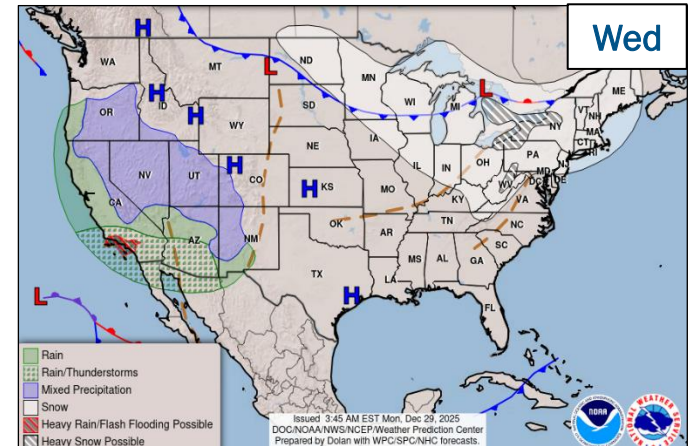 Wed
H
WA
MT
ND
L
MN
ME
H
ID
OR
H
SD
WI
L
MI
VT
NH
NY
MA
CT
RI
WY
IA
NE
PA
NJ
H
NV
UT
CO
H
KS
IL
IN
OH
MD
DC
DE
WV
VA
MO
KY
CA
AZ
NM
OK
AR
TN
NC
SC
MS
AL
GA
TX
LA
L
H
FL
Rain
Rain/Thunderstorms
Mixed Precipitation
Snow
Heavy Rain/Flash Flooding Possible
Heavy Snow Possible
Issued 3:45 AM EST Mon, Dec 29, 2025
DOC/NOAA/NWS/NCEP/Weather Prediction Center
Prepared by Dolan with WPC/SPC/NHC forecasts.
NOAA